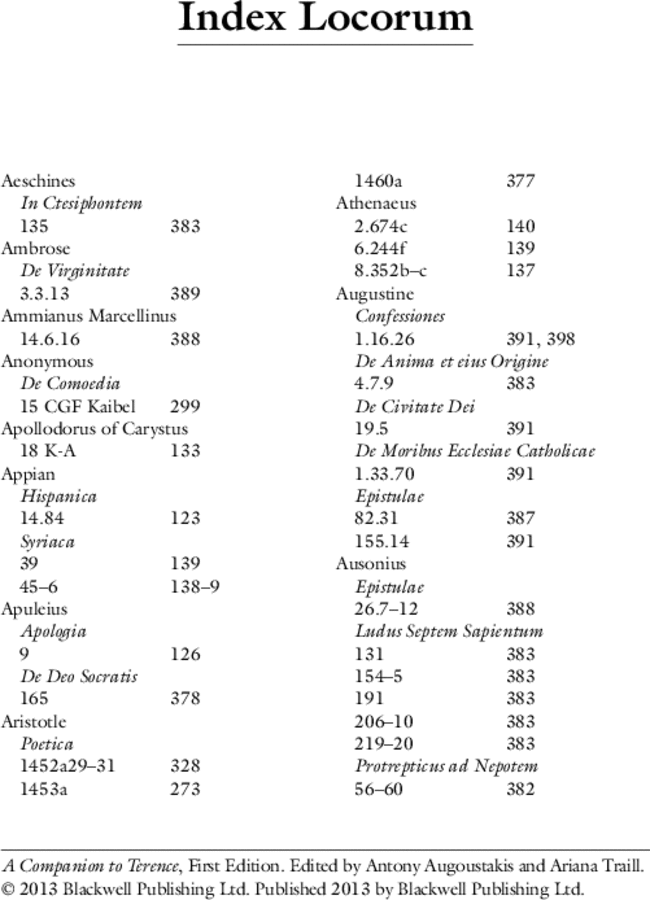 Index Locorum
Aeschines
In Ctesiphontem
135 383
Ambrose
De Virginitate
3.3.13 389
Ammianus Marcellinus
14.6.16 388
Anonymous
De Comoedia
15 CGF Kaibel 299
Apollodorus of Carystus
18 K-A 133
Appian
Hispanica
14.84 123
Syriaca
39 139
45–6 138–9
Apuleius
Apologia
9 126
De Deo Socratis
165 378
Aristotle
Poetica
1452a29–31 328
1453a 273
1460a 377
Athenaeus
2.674c 140
6.244f 139
8.352b–c 137
Augustine
Confessiones
1.16.26 391, 398
De Anima et eius Origine
4.7.9 383
De Civitate Dei
19.5 391
De Moribus Ecclesiae Catholicae
1.33.70 391
Epistulae
82.31 387
155.14 391
Ausonius
Epistulae
26.7–12 388
Ludus Septem Sapientum
131 383
154–5 383
191 383
206–10 383
219–20 383
Protrepticus ad Nepotem
56–60 382
A Companion to Terence, First Edition. Edited by Antony Augoustakis and Ariana Traill.
© 2013 Blackwell Publishing Ltd. Published 2013 by Blackwell Publishing Ltd.